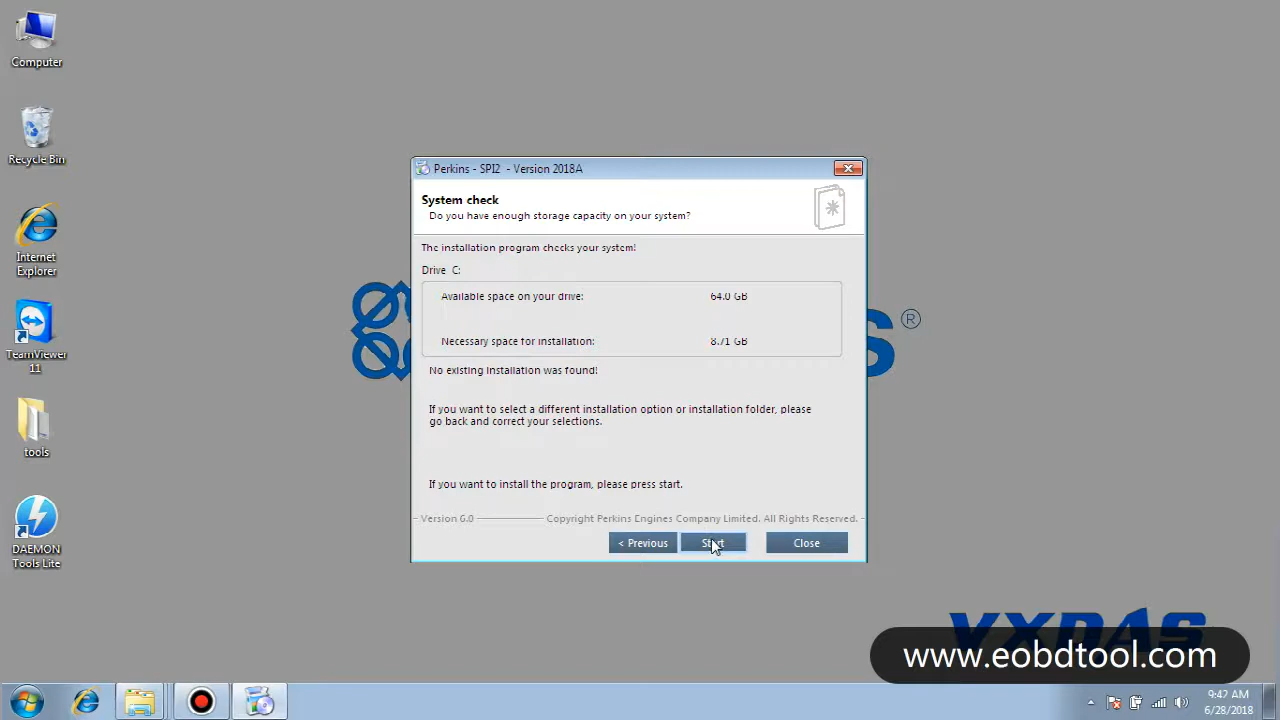 Computer
Recycle Bin
Internet
Explorer
TeamViewer
11
tools
DAEMON
Tools Lite
Perkins - SPI2 - Version 2018A
System check
Do you have enough storage capacity on your system?
The installation program checks your system!
Drive C:
Available space on your drive: 64.0 GB
Necessary space for installation: 8.71 GB
No existing installation was found!
If you want to select a different installation option or installation folder, please
go back and correct your selections.
If you want to install the program, please press start.
Version 6.0 Copyright Perkins Engines Company Limited. All Rights Reserved.
< Previous Start Close
®
VXDAS
www.eobdtool.com
9:42 AM
6/28/2018